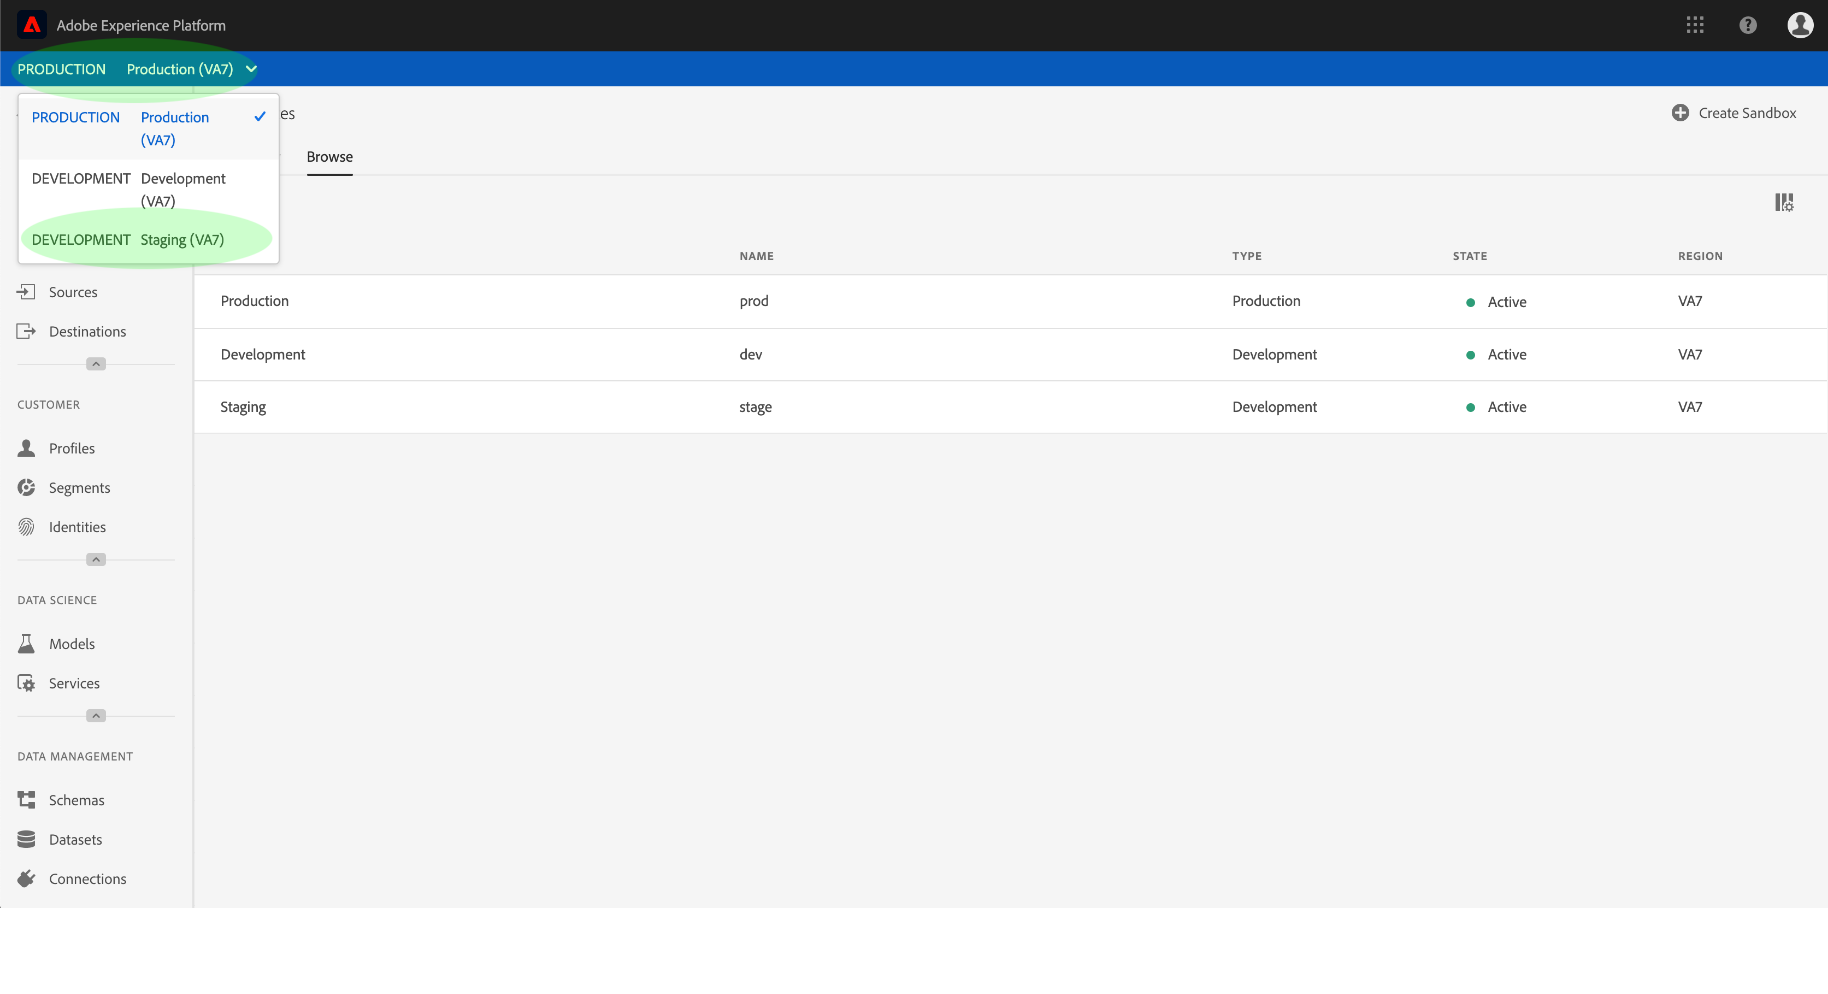 Adobe Experience Platform
PRODUCTION Production (VA7)
PRODUCTION Production
(VA7)
DEVELOPMENT Development
(VA7)
DEVELOPMENT Staging (VA7)
es
Create Sandbox
Browse
NAME TYPE STATE REGION
Production prod Production Active VA7
Development dev Development Active VA7
Staging stage Development Active VA7
Sources
Destinations
CUSTOMER
Profiles
Segments
Identities
DATA SCIENCE
Models
Services
DATA MANAGEMENT
Schemas
Datasets
Connections